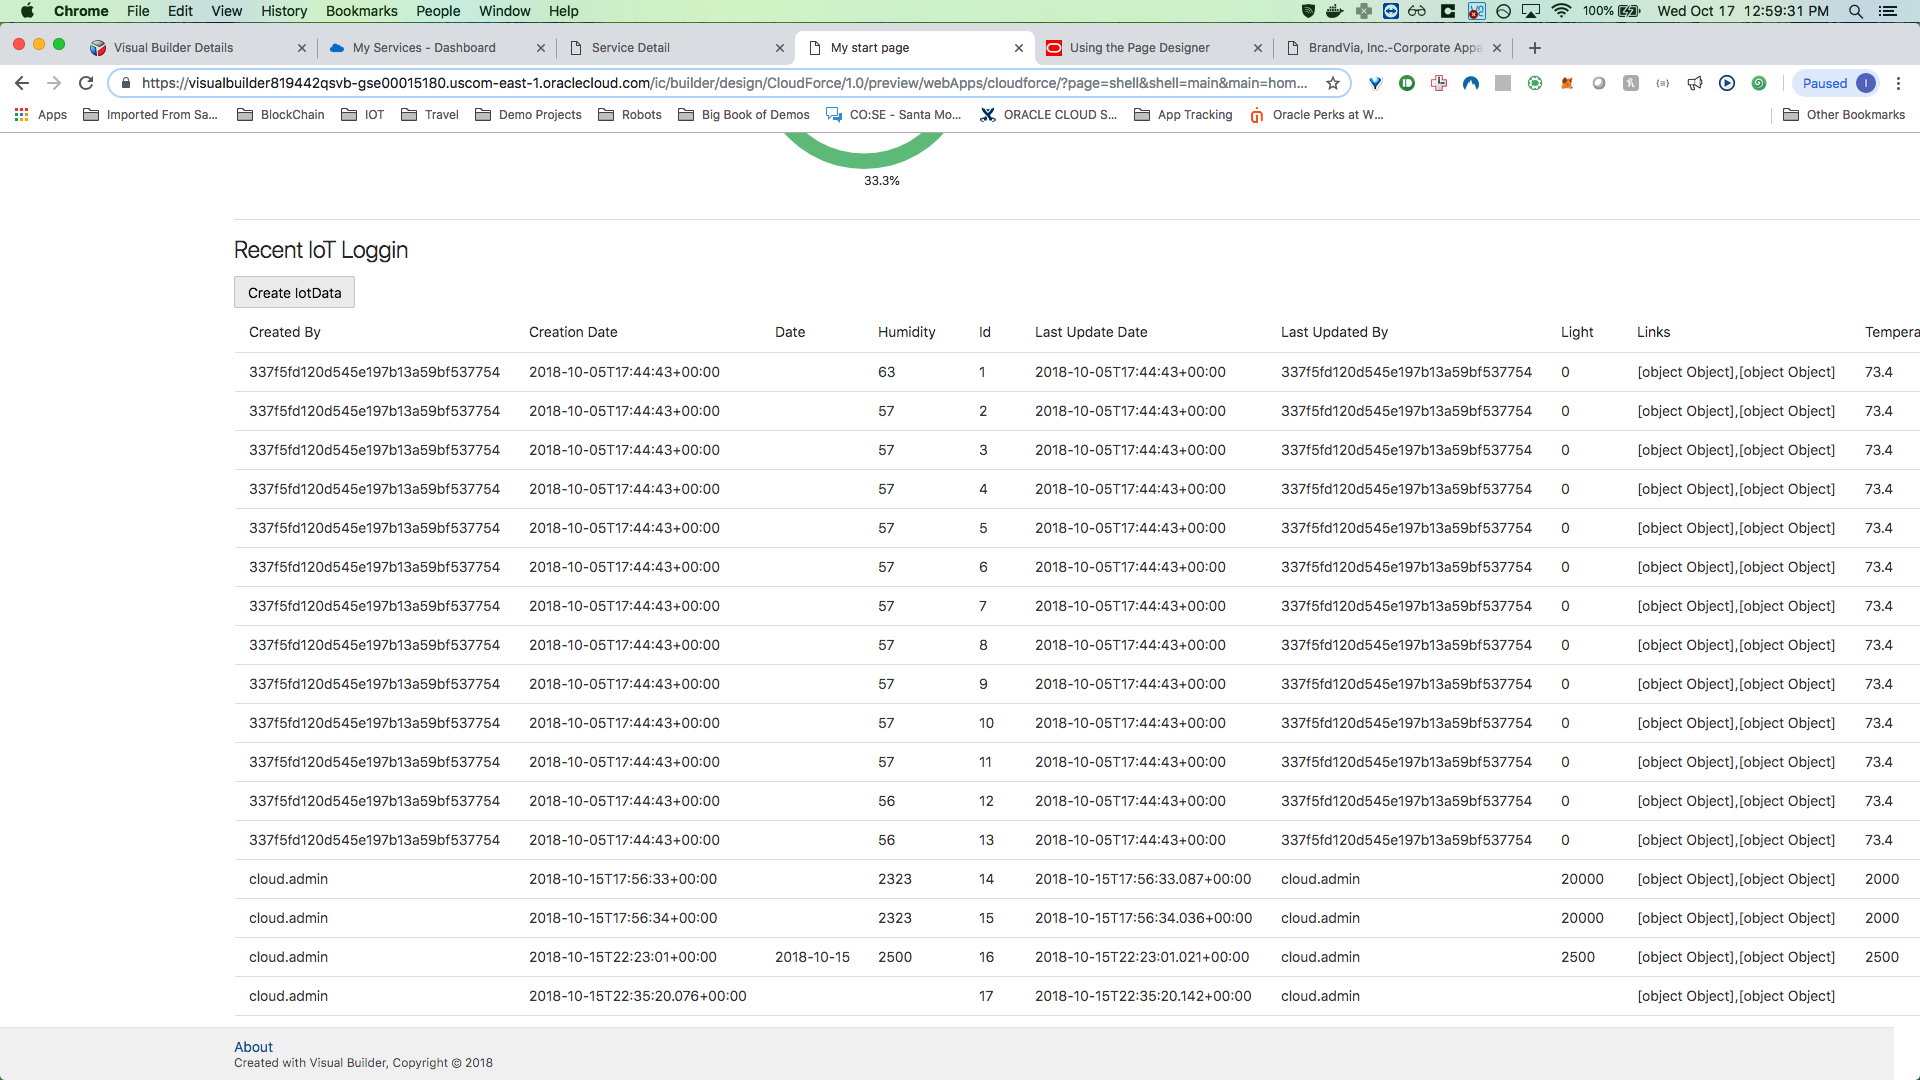 Chrome File Edit View History Bookmarks People Window Help 100% Wed Oct 17 12:59:31 PM
Visual Builder Details My Services - Dashboard Service Detail My start page Using the Page Designer BrandVia, Inc.-Corporate Appa
https://visualbuilder819442qsvb-gse00015180.uscom-east-1.oraclecloud.com/ic/builder/design/CloudForce/1.0/preview/webApps/cloudforce/?page=shell&shell=main&main=hom... Paused I
Apps Imported From Sa... BlockChain IOT Travel Demo Projects Robots Big Book of Demos CO:SE - Santa Mo... ORACLE CLOUD S... App Tracking Oracle Perks at W... Other Bookmarks
33.3%
Recent IoT Loggin
Create IotData
Created By Creation Date Date Humidity Id Last Update Date Last Updated By Light Links Tempera
337f5fd120d545e197b13a59bf537754 2018-10-05T17:44:43+00:00 63 1 2018-10-05T17:44:43+00:00 337f5fd120d545e197b13a59bf537754 0 [object Object],[object Object] 73.4
337f5fd120d545e197b13a59bf537754 2018-10-05T17:44:43+00:00 57 2 2018-10-05T17:44:43+00:00 337f5fd120d545e197b13a59bf537754 0 [object Object],[object Object] 73.4
337f5fd120d545e197b13a59bf537754 2018-10-05T17:44:43+00:00 57 3 2018-10-05T17:44:43+00:00 337f5fd120d545e197b13a59bf537754 0 [object Object],[object Object] 73.4
337f5fd120d545e197b13a59bf537754 2018-10-05T17:44:43+00:00 57 4 2018-10-05T17:44:43+00:00 337f5fd120d545e197b13a59bf537754 0 [object Object],[object Object] 73.4
337f5fd120d545e197b13a59bf537754 2018-10-05T17:44:43+00:00 57 5 2018-10-05T17:44:43+00:00 337f5fd120d545e197b13a59bf537754 0 [object Object],[object Object] 73.4
337f5fd120d545e197b13a59bf537754 2018-10-05T17:44:43+00:00 57 6 2018-10-05T17:44:43+00:00 337f5fd120d545e197b13a59bf537754 0 [object Object],[object Object] 73.4
337f5fd120d545e197b13a59bf537754 2018-10-05T17:44:43+00:00 57 7 2018-10-05T17:44:43+00:00 337f5fd120d545e197b13a59bf537754 0 [object Object],[object Object] 73.4
337f5fd120d545e197b13a59bf537754 2018-10-05T17:44:43+00:00 57 8 2018-10-05T17:44:43+00:00 337f5fd120d545e197b13a59bf537754 0 [object Object],[object Object] 73.4
337f5fd120d545e197b13a59bf537754 2018-10-05T17:44:43+00:00 57 9 2018-10-05T17:44:43+00:00 337f5fd120d545e197b13a59bf537754 0 [object Object],[object Object] 73.4
337f5fd120d545e197b13a59bf537754 2018-10-05T17:44:43+00:00 57 10 2018-10-05T17:44:43+00:00 337f5fd120d545e197b13a59bf537754 0 [object Object],[object Object] 73.4
337f5fd120d545e197b13a59bf537754 2018-10-05T17:44:43+00:00 57 11 2018-10-05T17:44:43+00:00 337f5fd120d545e197b13a59bf537754 0 [object Object],[object Object] 73.4
337f5fd120d545e197b13a59bf537754 2018-10-05T17:44:43+00:00 56 12 2018-10-05T17:44:43+00:00 337f5fd120d545e197b13a59bf537754 0 [object Object],[object Object] 73.4
337f5fd120d545e197b13a59bf537754 2018-10-05T17:44:43+00:00 56 13 2018-10-05T17:44:43+00:00 337f5fd120d545e197b13a59bf537754 0 [object Object],[object Object] 73.4
cloud.admin 2018-10-15T17:56:33+00:00 2323 14 2018-10-15T17:56:33.087+00:00 cloud.admin 20000 [object Object],[object Object] 2000
cloud.admin 2018-10-15T17:56:34+00:00 2323 15 2018-10-15T17:56:34.036+00:00 cloud.admin 20000 [object Object],[object Object] 2000
cloud.admin 2018-10-15T22:23:01+00:00 2018-10-15 2500 16 2018-10-15T22:23:01.021+00:00 cloud.admin 2500 [object Object],[object Object] 2500
cloud.admin 2018-10-15T22:35:20.076+00:00 17 2018-10-15T22:35:20.142+00:00 cloud.admin [object Object],[object Object]
About
Created with Visual Builder, Copyright © 2018